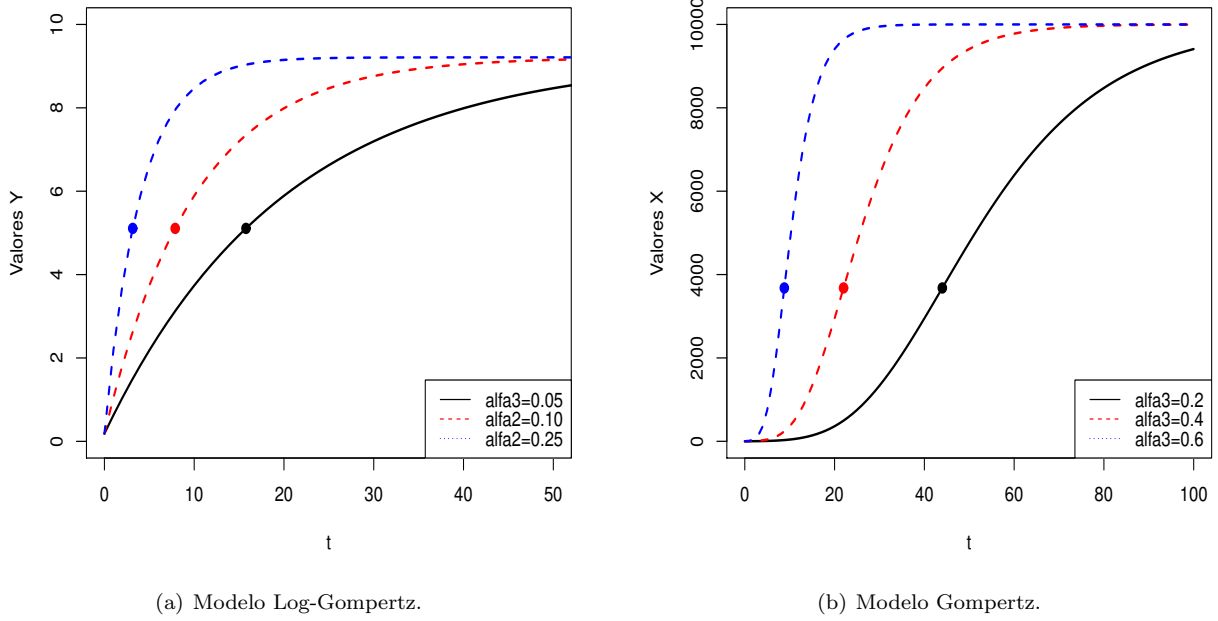 Valores Y
10
8
6
4
2
0
0 10 20 30 40 50
t
alfa3=0.05
alfa2=0.10
alfa2=0.25
(a) Modelo Log-Gompertz.
Valores X
10000
8000
6000
4000
2000
0
0 20 40 60 80 100
t
alfa3=0.2
alfa3=0.4
alfa3=0.6
(b) Modelo Gompertz.